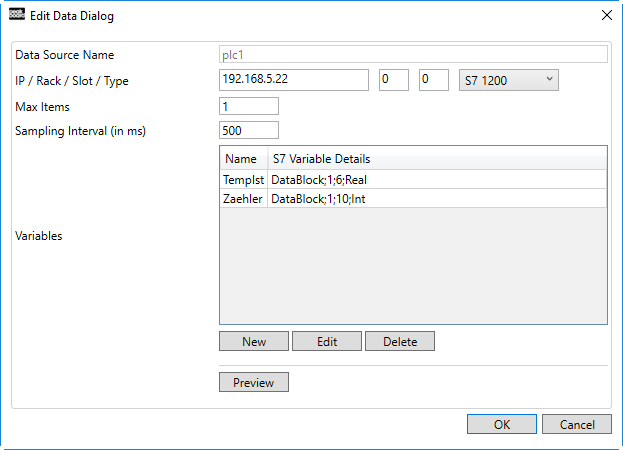 peak
board
Edit Data Dialog
Data Source Name plc1
IP / Rack / Slot / Type 192.168.5.22 0 0 S7 1200
Max Items 1
Sampling Interval (in ms) 500
Name S7 Variable Details
TempIst DataBlock;1;6;Real
Zaehler DataBlock;1;10;Int
Variables
New Edit Delete
Preview
OK Cancel